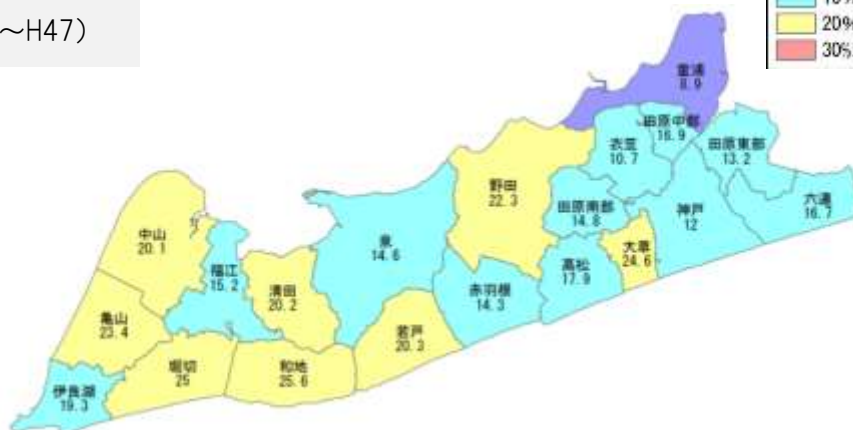 ～H47)
10%
20%
30%
童浦
8.9
田原中部
16.9
衣笠
10.7
田原東部
13.2
野田
22.3
田原南部
14.8
神戸
12
六連
16.7
中山
20.1
福江
15.2
泉
14.6
大草
24.6
高松
17.9
清田
20.2
赤羽根
14.3
亀山
23.4
若戸
20.3
堀切
25
和地
25.6
伊良湖
19.3